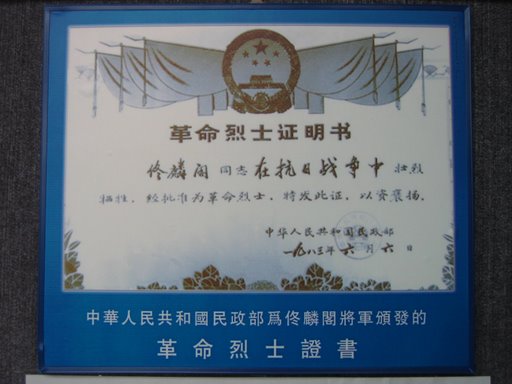 革命烈士证明书
佟麟阁 同志 在抗日战争中 壮烈
牺牲，经批准为革命烈士，特发此证，以资褒扬。
中华人民共和国民政部
一九八三年 六 月 六 日
中華人民共和國民政部爲佟麟閣將軍頒發的
革命烈士證書